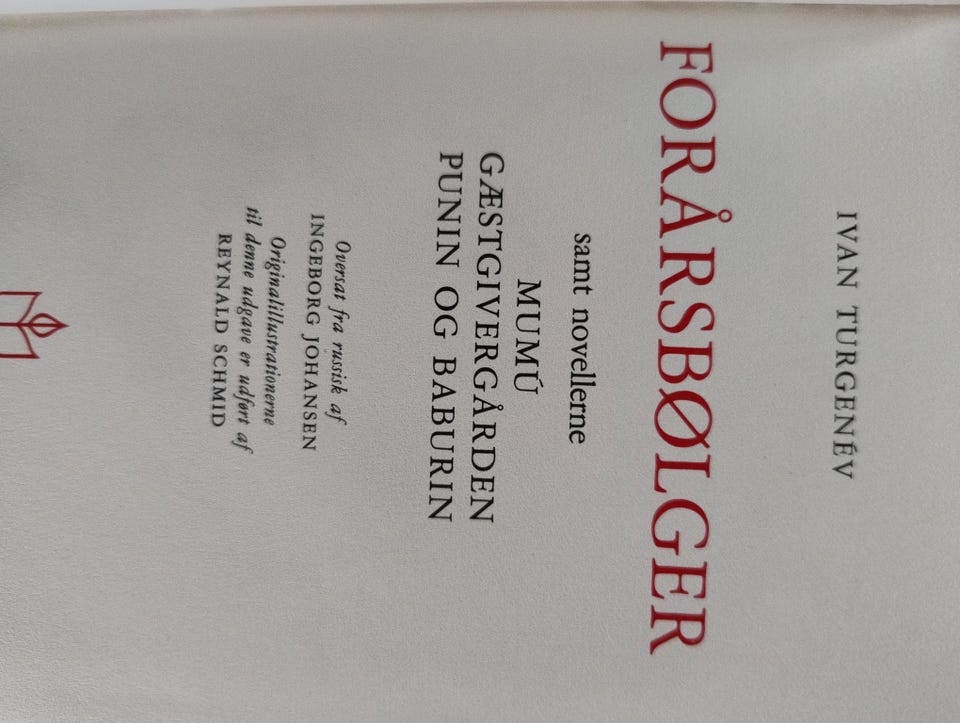 IVAN TURGENÉV
FORÅRSBØLGER
samt novellerne
MUMÚ
GÆSTGIVERGÅRDEN
PUNIN OG BABURIN
Oversat fra russisk af
INGEBORG JOHANSEN
Originalillustrationerne
til denne udgave er udført af
REYNALD SCHMID